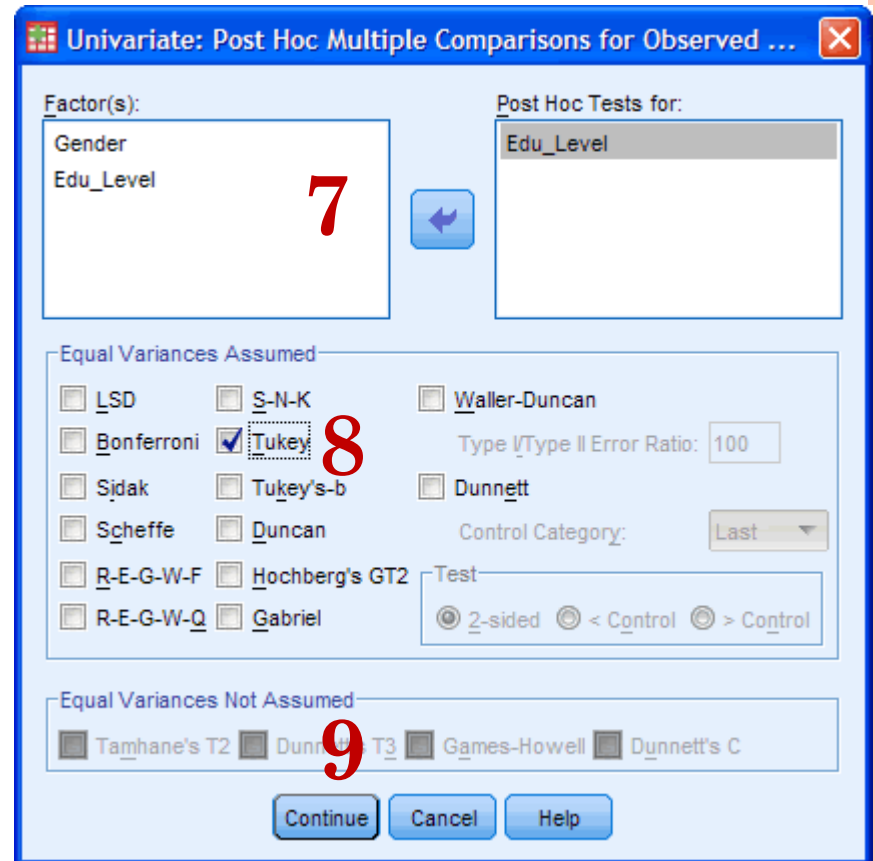 Univariate: Post Hoc Multiple Comparisons for Observed ...
Factor(s):
Post Hoc Tests for:
Gender
Edu_Level
Edu_Level
7
Equal Variances Assumed
LSD
S-N-K
Waller-Duncan
Bonferroni
Tukey
8
Type I/Type II Error Ratio: 100
Sidak
Tukey's-b
Dunnett
Scheffe
Duncan
Control Category: Last
R-E-G-W-F
Hochberg's GT2
Test
R-E-G-W-Q
Gabriel
2-sided
< Control
> Control
Equal Variances Not Assumed
Tamhane's T2
Dunnett's T3
Games-Howell
Dunnett's C
9
Continue
Cancel
Help